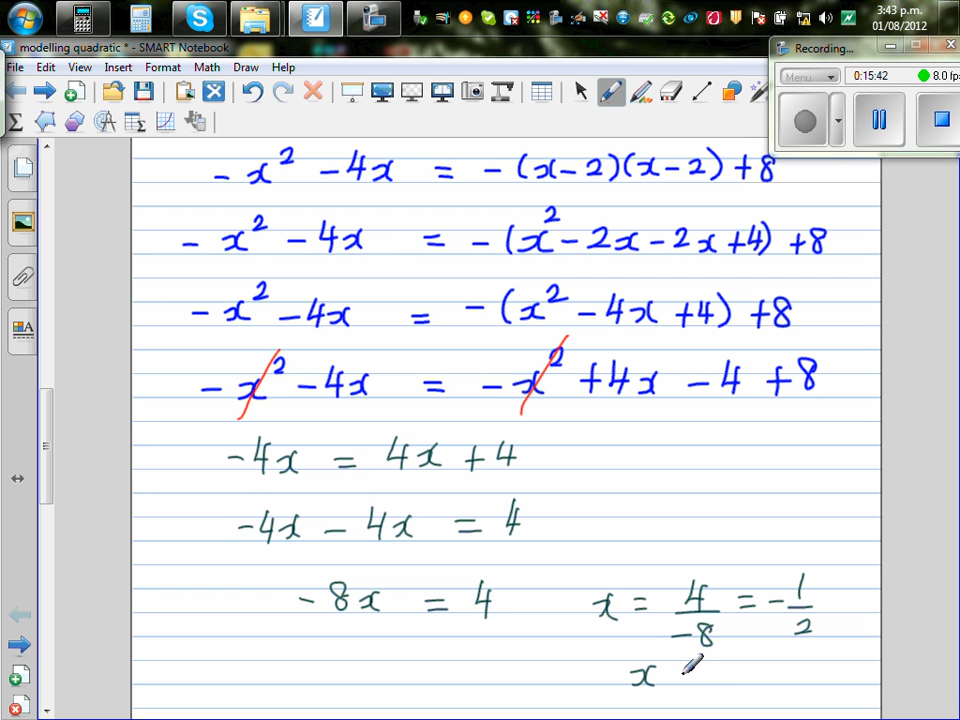 3:43 p.m.
01/08/2012
modelling quadratic * - SMART Notebook
Recording...
File Edit View Insert Format Math Draw Help
Menu 0:15:42 8.0 fp
- x² - 4x = - (x - 2)(x - 2) + 8
- x² - 4x = - (x² - 2x - 2x + 4) + 8
- x² - 4x = - (x² - 4x + 4) + 8
- x² - 4x = - x² + 4x - 4 + 8
-4x = 4x + 4
-4x - 4x = 4
-8x = 4 x = 4/-8 = -1/2
x